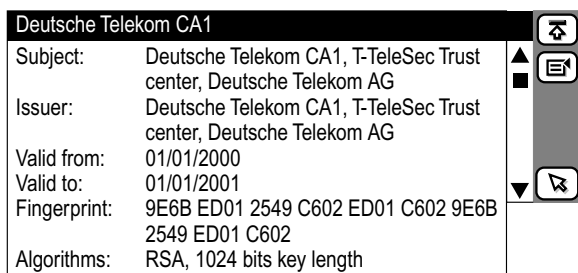 Deutsche Telekom CA1
Subject: Deutsche Telekom CA1, T-TeleSec Trust
center, Deutsche Telekom AG
Issuer: Deutsche Telekom CA1, T-TeleSec Trust
center, Deutsche Telekom AG
Valid from: 01/01/2000
Valid to: 01/01/2001
Fingerprint: 9E6B ED01 2549 C602 ED01 C602 9E6B
2549 ED01 C602
Algorithms: RSA, 1024 bits key length